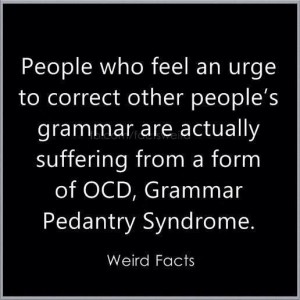 People who feel an urge
to correct other people's
grammar are actually
suffering from a form
of OCD, Grammar
Pedantry Syndrome.
Weird Facts